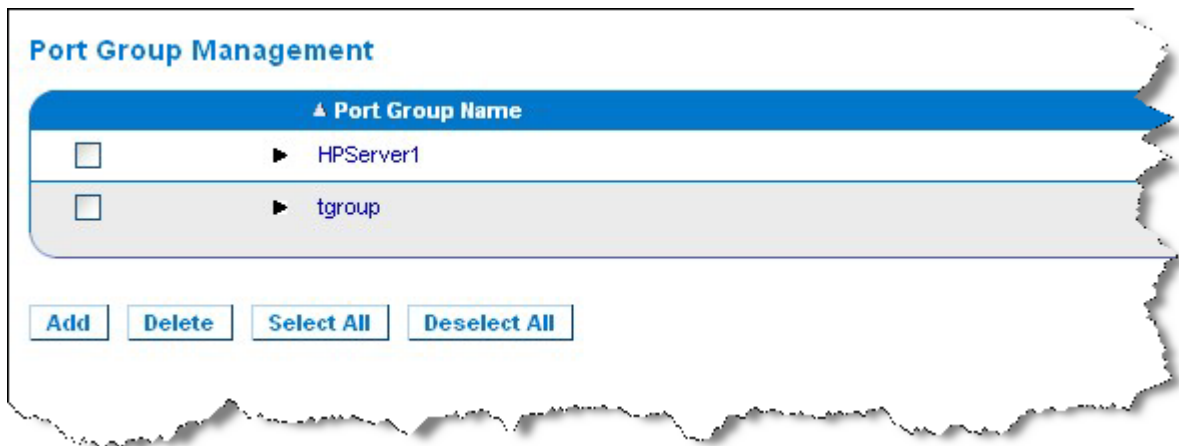 Port Group Management
Port Group Name
HPServer1
tgroup
Add Delete Select All Deselect All